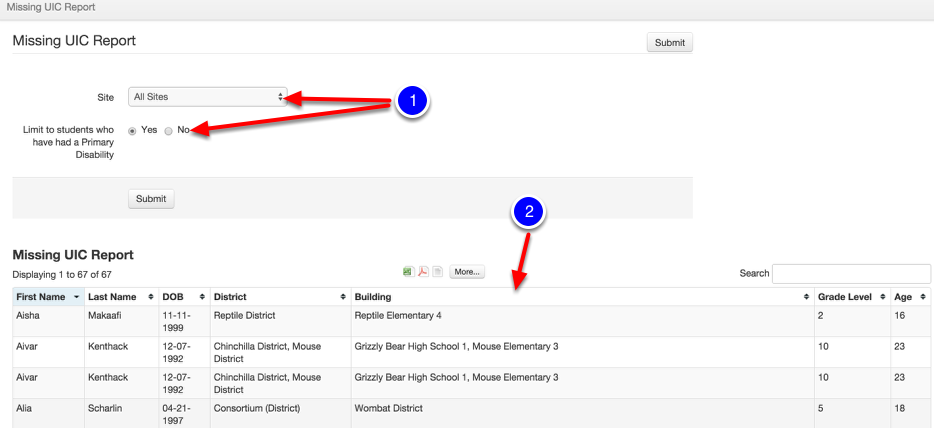 Missing UIC Report
Missing UIC Report Submit
Site All Sites 1
Limit to students who Yes No
have had a Primary
Disability
Submit
2
Missing UIC Report
Displaying 1 to 67 of 67 More... Search
First Name Last Name DOB District Building Grade Level Age
Aisha Makaafi 11-11- Reptile District Reptile Elementary 4 2 16
1999
Aivar Kenthack 12-07- Chinchilla District, Mouse Grizzly Bear High School 1, Mouse Elementary 3 10 23
1992 District
Aivar Kenthack 12-07- Chinchilla District, Mouse Grizzly Bear High School 1, Mouse Elementary 3 10 23
1992 District
Alia Scharlin 04-21- Consortium (District) Wombat District 5 18
1997